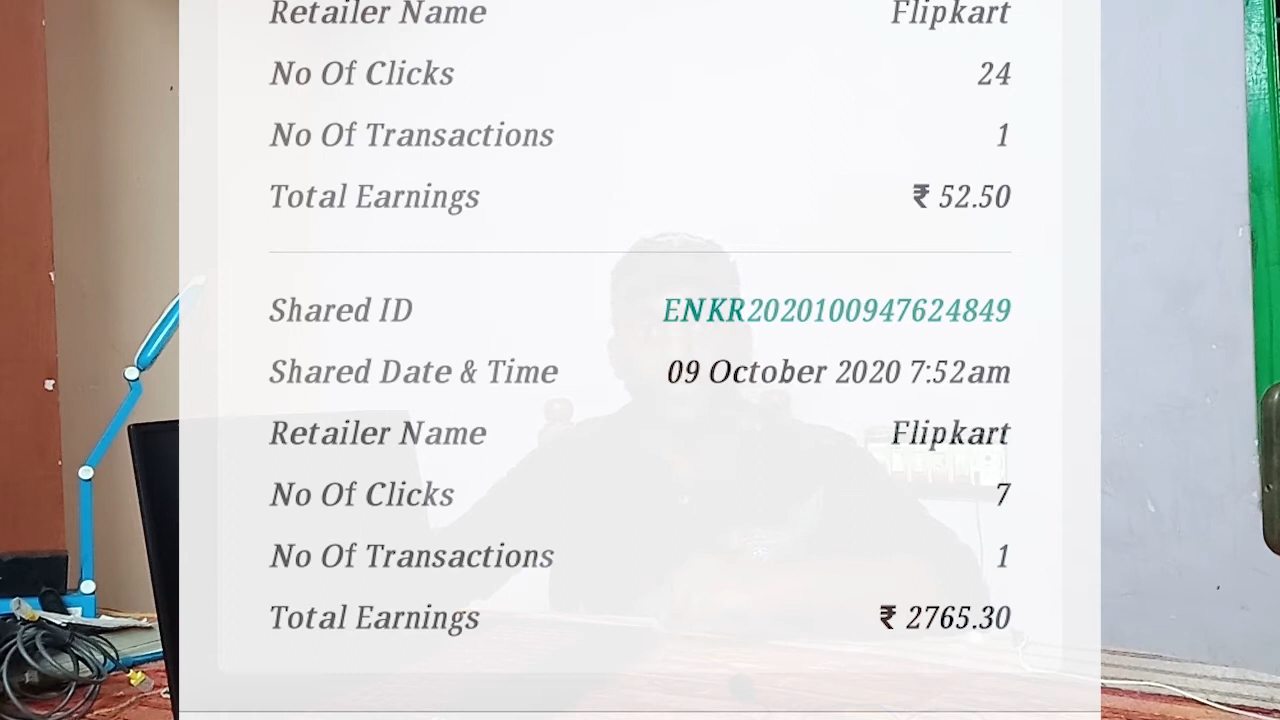 Retailer Name Flipkart
No Of Clicks 24
No Of Transactions 1
Total Earnings ₹ 52.50
Shared ID ENKR2020100947624849
Shared Date & Time 09 October 2020 7:52am
Retailer Name Flipkart
No Of Clicks 7
No Of Transactions 1
Total Earnings ₹ 2765.30